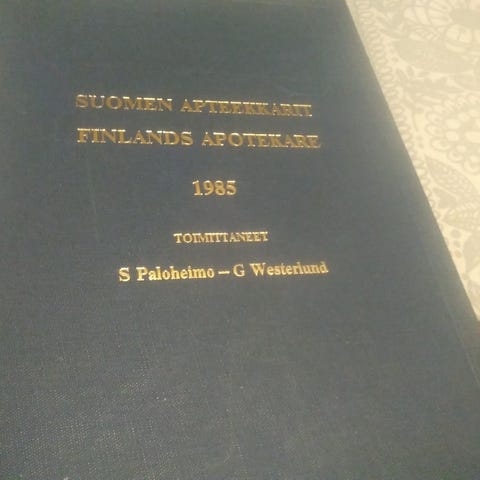 SUOMEN APTEEKKARIT
FINLANDS APOTEKARE
1985
TOIMITTANEET
S Paloheimo – G Westerlund